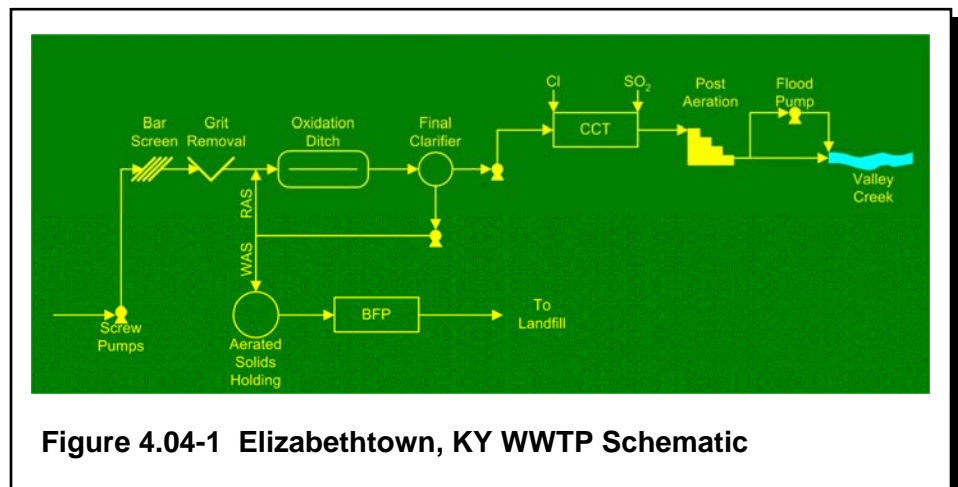 Cl
SO2
Post
Aeration
Flood
Pump
Bar
Screen
Grit
Removal
Oxidation
Ditch
Final
Clarifier
CCT
Valley
Creek
RAS
WAS
BFP
To
Landfill
Screw
Pumps
Aerated
Solids
Holding
Figure 4.04-1 Elizabethtown, KY WWTP Schematic